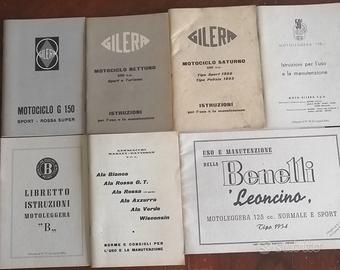 GILERA
MOTOCICLO G 150
SPORT - ROSSA SUPER
GILERA
MOTOCICLO NETTUNO
Sport e Turismo
ISTRUZIONI
per l'uso e la manutenzione
GILERA
MOTOCICLO SATURNO
Tipo Sport 1952
Tipo Polizia 1953
ISTRUZIONI
per l'uso e la manutenzione
Istruzioni per l'uso
e la manutenzione
B
LIBRETTO
ISTRUZIONI
MOTOLEGGERA
"B"
Ala Bianca
Ala Rossa G.T.
Ala Rossa
Ala Azzurra
Ala Verde
Wisconsin
NORME E CONSIGLI PER
L'USO E LA MANUTENZIONE
USO E MANUTENZIONE
DELLA
Benelli
"Leoncino"
MOTOLEGGERA 125 cc. NORMALE E SPORT
Tipo 1954
subito